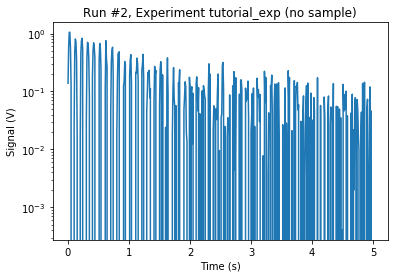 Run #2, Experiment tutorial_exp (no sample)
Signal (V)
10⁰
10⁻¹
10⁻²
10⁻³
0 1 2 3 4 5
Time (s)